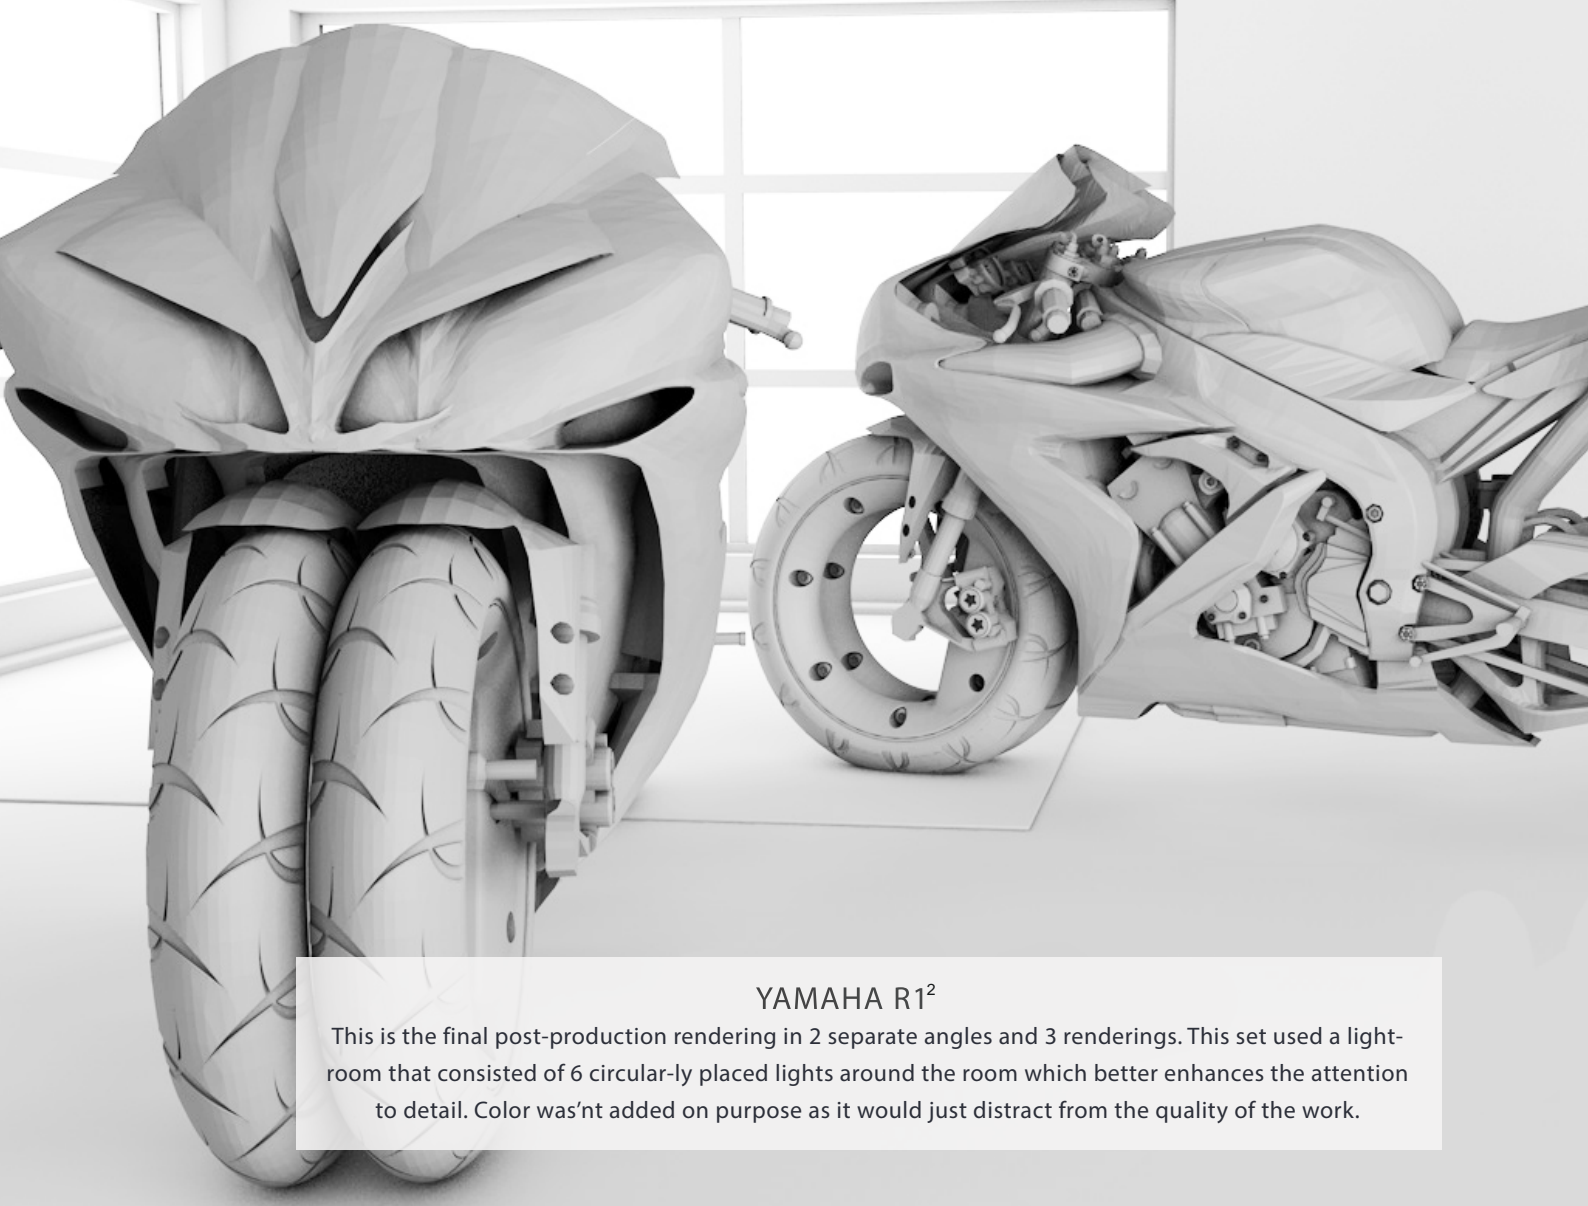 YAMAHA R1²
This is the final post-production rendering in 2 separate angles and 3 renderings. This set used a light-
room that consisted of 6 circular-ly placed lights around the room which better enhances the attention
to detail. Color was’nt added on purpose as it would just distract from the quality of the work.